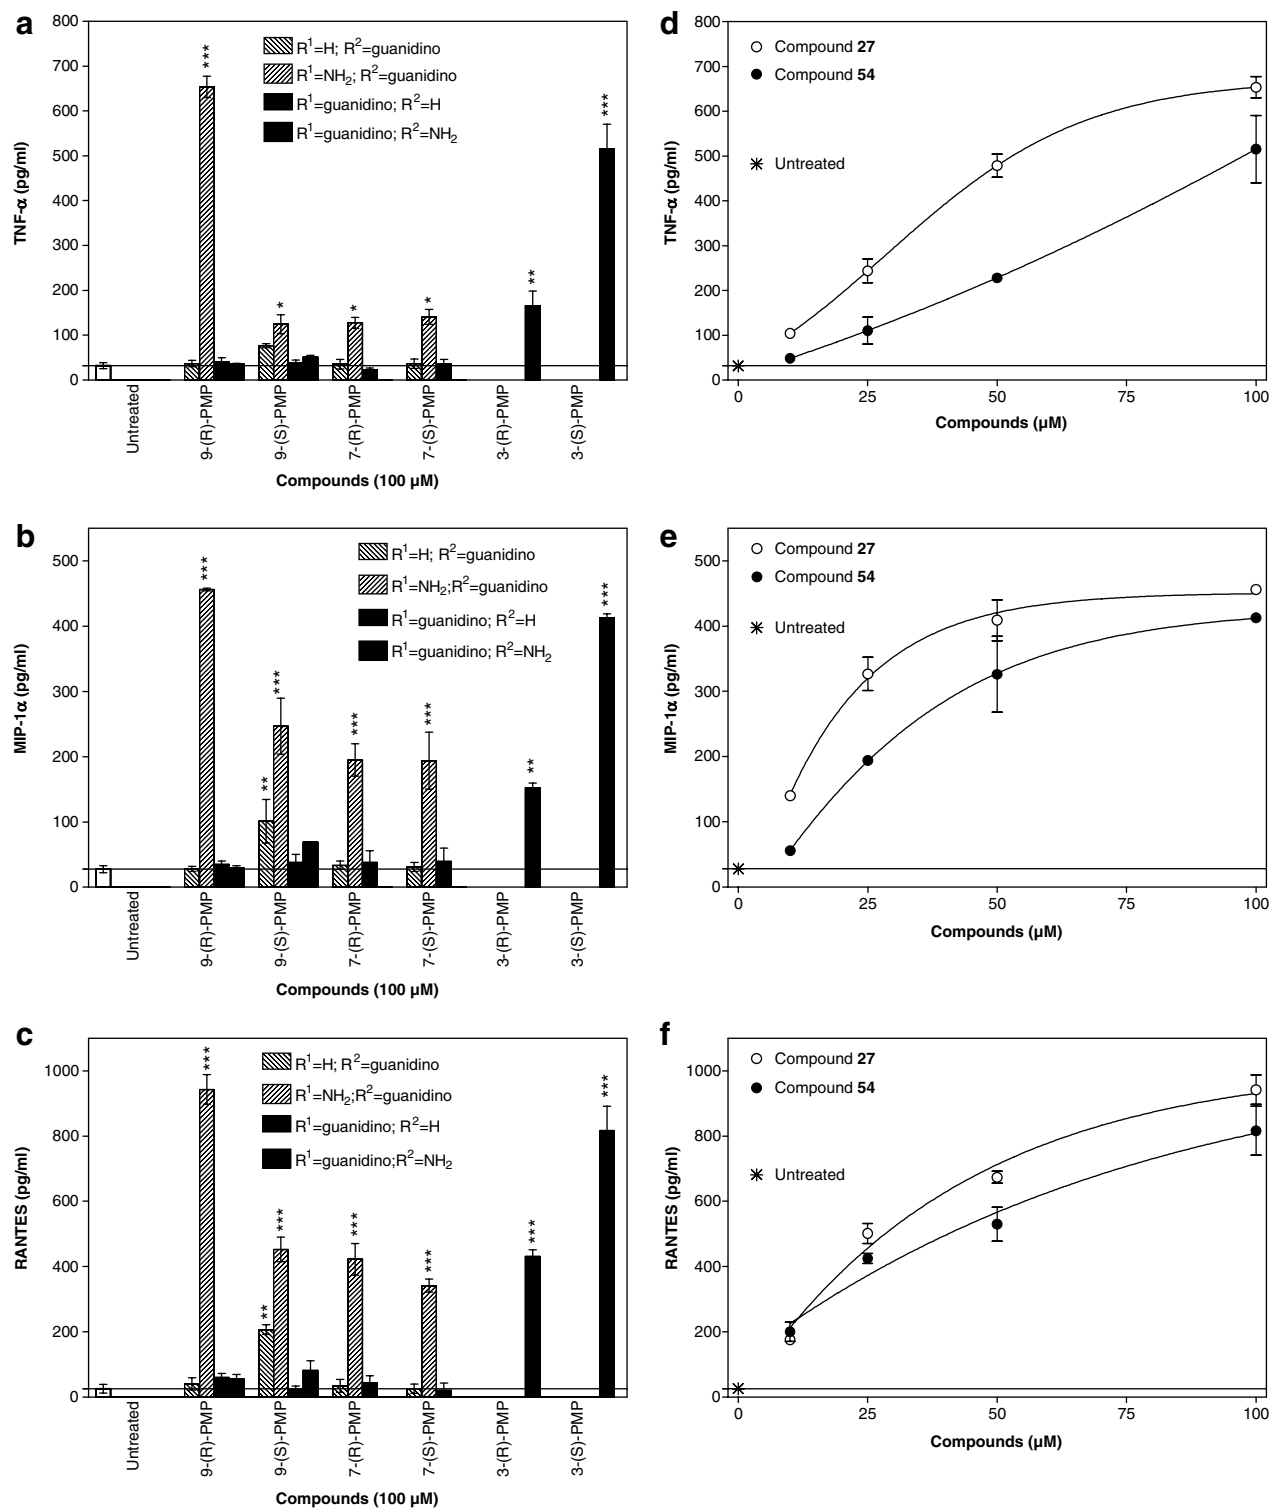 a
800
700
600
500
400
300
200
100
0
TNF-α (pg/ml)
R¹=H; R²=guanidino
R¹=NH₂; R²=guanidino
R¹=guanidino; R²=H
R¹=guanidino; R²=NH₂
***
*
*
*
**
***
Untreated
9-(R)-PMP
9-(S)-PMP
7-(R)-PMP
7-(S)-PMP
3-(R)-PMP
3-(S)-PMP
Compounds (100 µM)
d
800
700
600
500
400
300
200
100
0
TNF-α (pg/ml)
Compound 27
Compound 54
Untreated
0 25 50 75 100
Compounds (µM)
b
500
400
300
200
100
0
MIP-1α (pg/ml)
R¹=H; R²=guanidino
R¹=NH₂;R²=guanidino
R¹=guanidino; R²=H
R¹=guanidino; R²=NH₂
***
**
***
***
***
**
***
Untreated
9-(R)-PMP
9-(S)-PMP
7-(R)-PMP
7-(S)-PMP
3-(R)-PMP
3-(S)-PMP
Compounds (100 µM)
e
500
400
300
200
100
0
MIP-1α (pg/ml)
Compound 27
Compound 54
Untreated
0 25 50 75 100
Compounds (µM)
c
1000
800
600
400
200
0
RANTES (pg/ml)
R¹=H; R²=guanidino
R¹=NH₂;R²=guanidino
R¹=guanidino; R²=H
R¹=guanidino;R²=NH₂
***
**
***
***
***
***
***
Untreated
9-(R)-PMP
9-(S)-PMP
7-(R)-PMP
7-(S)-PMP
3-(R)-PMP
3-(S)-PMP
Compounds (100 µM)
f
1000
800
600
400
200
0
RANTES (pg/ml)
Compound 27
Compound 54
Untreated
0 25 50 75 100
Compounds (µM)